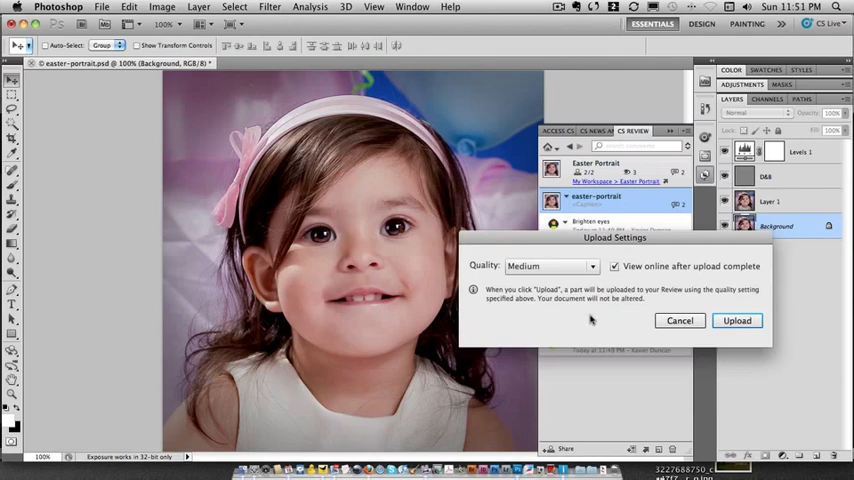 Photoshop File Edit Image Layer Select Filter Analysis 3D View Window Help
Sun 11:51 PM
100%
ESSENTIALS DESIGN PAINTING CS Live
Auto-Select: Group Show Transform Controls
easter-portrait.psd @ 100% (Background, RGB/8) *
COLOR SWATCHES STYLES
ADJUSTMENTS MASKS
LAYERS CHANNELS PATHS
Normal Opacity: 100%
Lock: Fill: 100%
Levels 1
D&B
Layer 1
Background
ACCESS CS CS NEWS AN CS REVIEW
search comments
Easter Portrait
2/2 3 2
My Workspace > Easter Portrait
easter-portrait
<Caption> 2
Brighten eyes
Upload Settings
Quality: Medium View online after upload complete
When you click "Upload", a part will be uploaded to your Review using the quality setting
specified above. Your document will not be altered.
Cancel Upload
Share
100% Exposure works in 32-bit only
3227688750_c